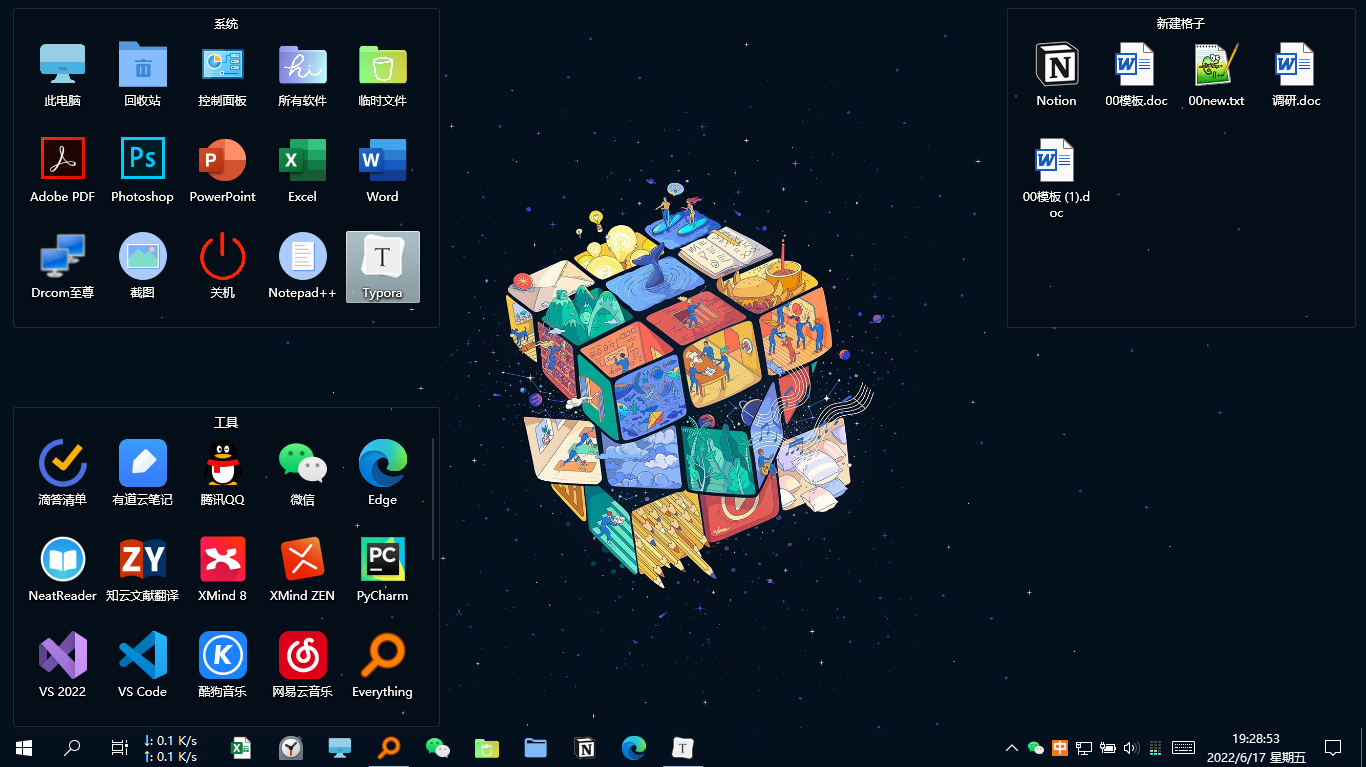 系统
此电脑
回收站
控制面板
hi
所有软件
临时文件
Ps
P
X
W
Adobe PDF
Photoshop
PowerPoint
Excel
Word
T
Drcom至尊
截图
关机
Notepad++
Typora
新建格子
N
W
W
Notion
00模板.doc
00new.txt
调研.doc
W
00模板 (1).d
oc
工具
滴答清单
有道云笔记
腾讯QQ
微信
Edge
ZY
PC
NeatReader
知云文献翻译
XMind 8
XMind ZEN
PyCharm
K
VS 2022
VS Code
酷狗音乐
网易云音乐
Everything
↓: 0.1 K/s
↑: 0.1 K/s
X
N
T
中
19:28:53
2022/6/17 星期五